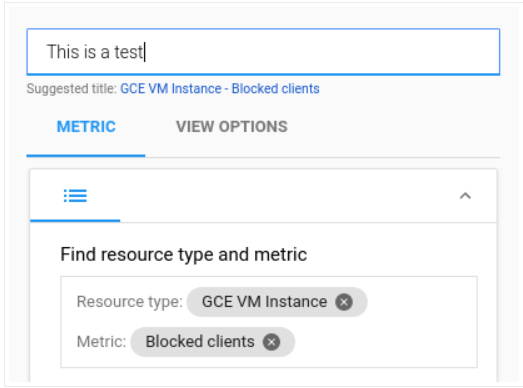 This is a test
Suggested title: GCE VM Instance - Blocked clients
METRIC VIEW OPTIONS
Find resource type and metric
Resource type: GCE VM Instance
Metric: Blocked clients